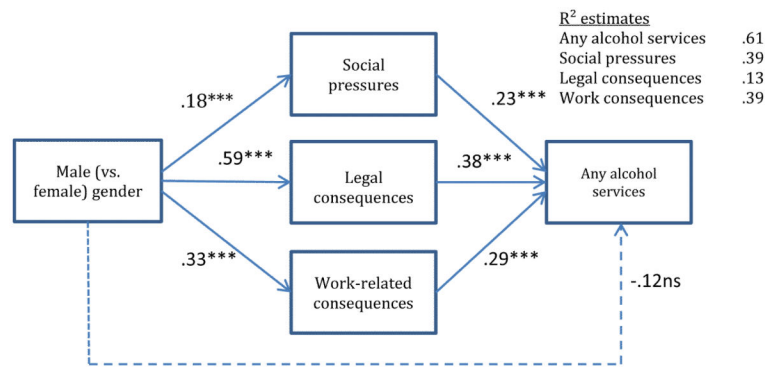 R² estimates
Any alcohol services .61
Social pressures .39
Legal consequences .13
Work consequences .39
Social
pressures
.18***
.23***
Male (vs.
female) gender
.59***
Legal
consequences
.38***
Any alcohol
services
.33***
Work-related
consequences
.29***
-.12ns